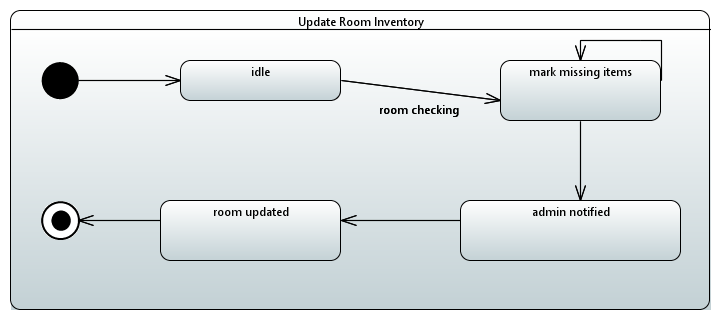 Update Room Inventory
idle
mark missing items
room checking
room updated
admin notified